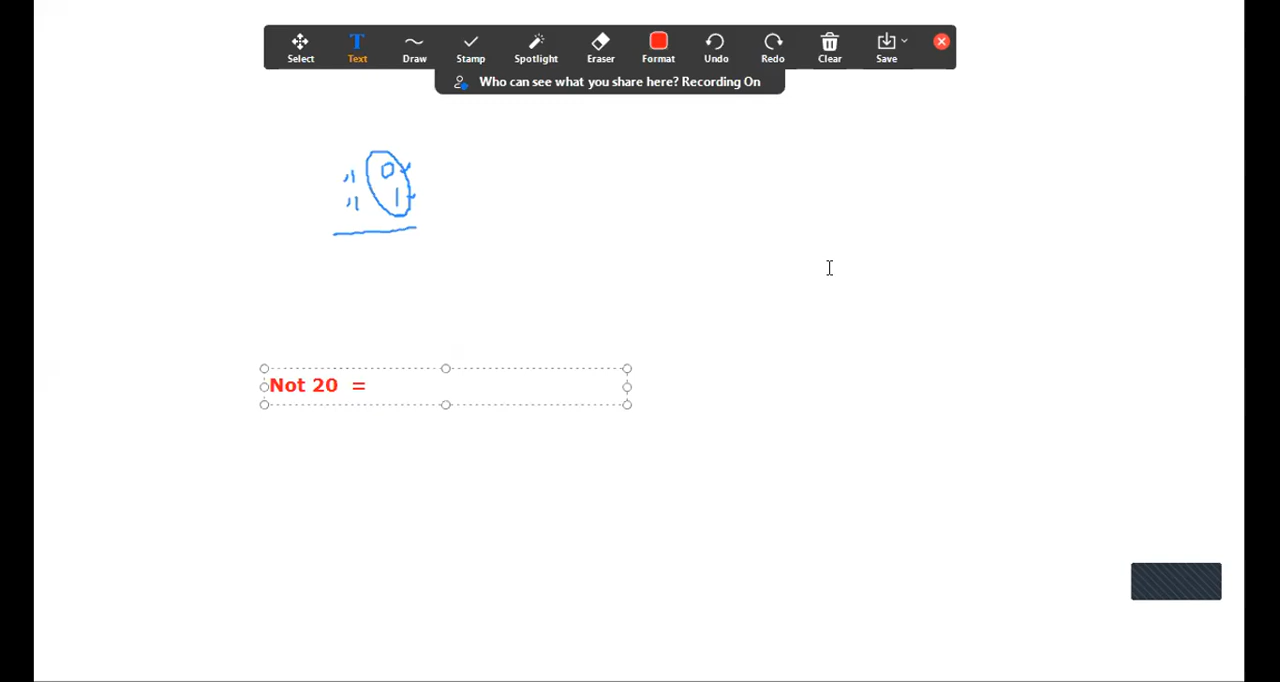 Select Text Draw Stamp Spotlight Eraser Format Undo Redo Clear Save
Who can see what you share here? Recording On
0
1
Not 20 =